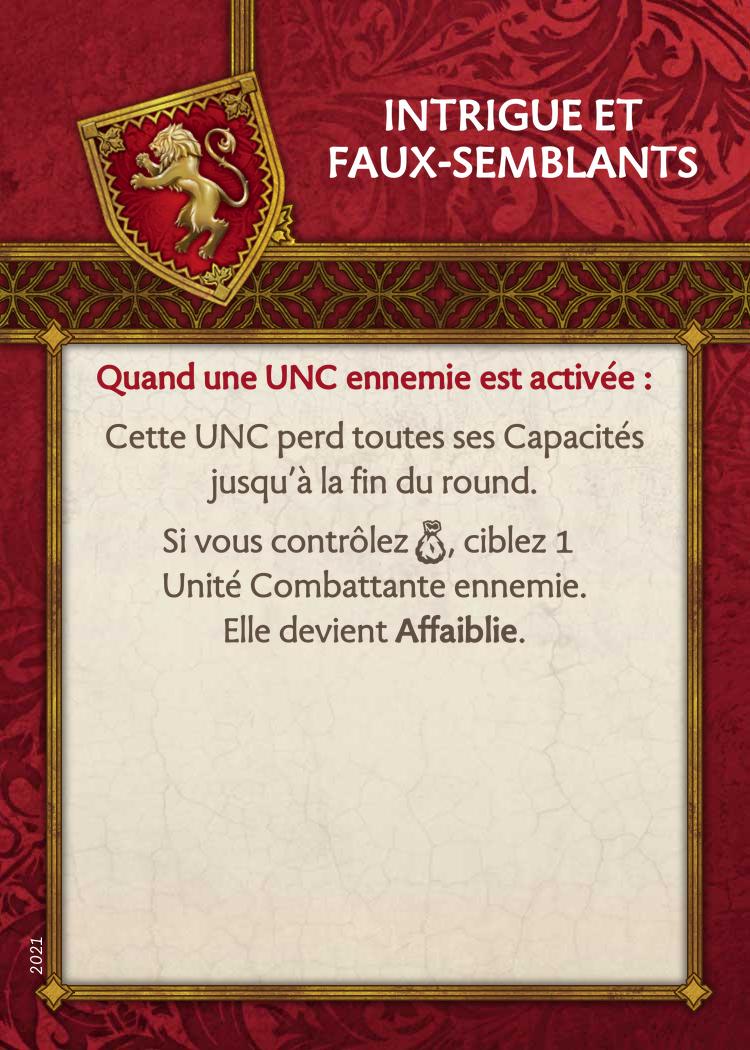 INTRIGUE ET
FAUX-SEMBLANTS
Quand une UNC ennemie est activée :
Cette UNC perd toutes ses Capacités
jusqu'à la fin du round.
Si vous contrôlez , ciblez 1
Unité Combattante ennemie.
Elle devient Affaiblie.
2021